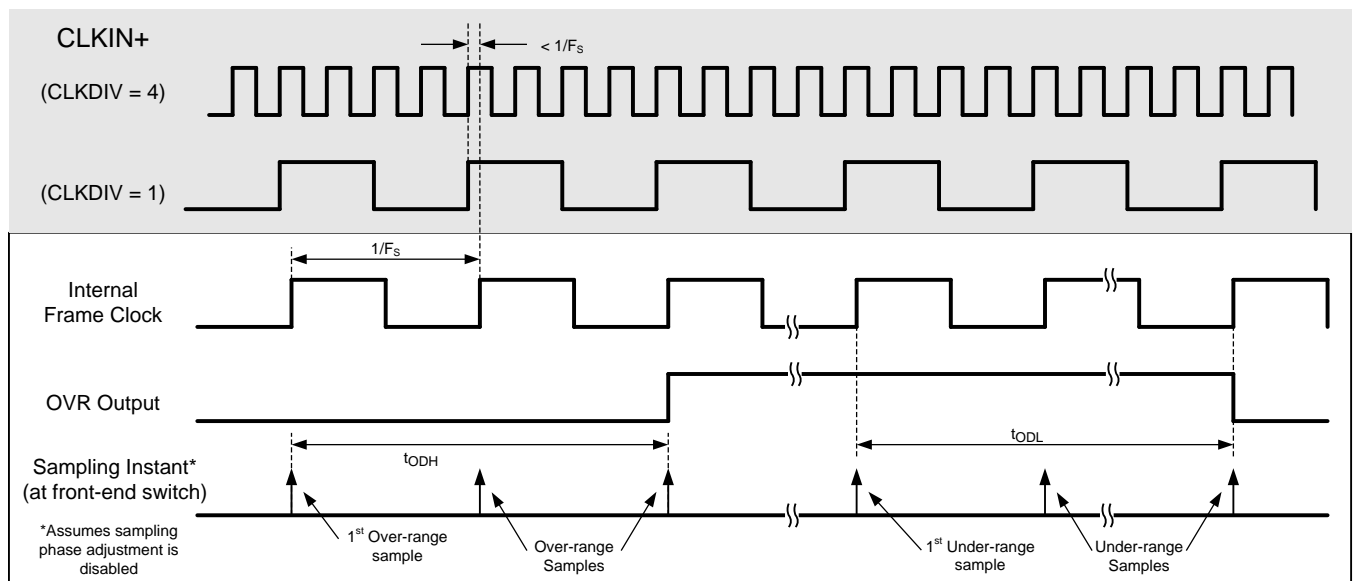 CLKIN+
< 1/FS
(CLKDIV = 4)
(CLKDIV = 1)
1/FS
Internal
Frame Clock
OVR Output
tODH
tODL
Sampling Instant*
(at front-end switch)
*Assumes sampling
phase adjustment is
disabled
1st Over-range
sample
Over-range
Samples
1st Under-range
sample
Under-range
Samples